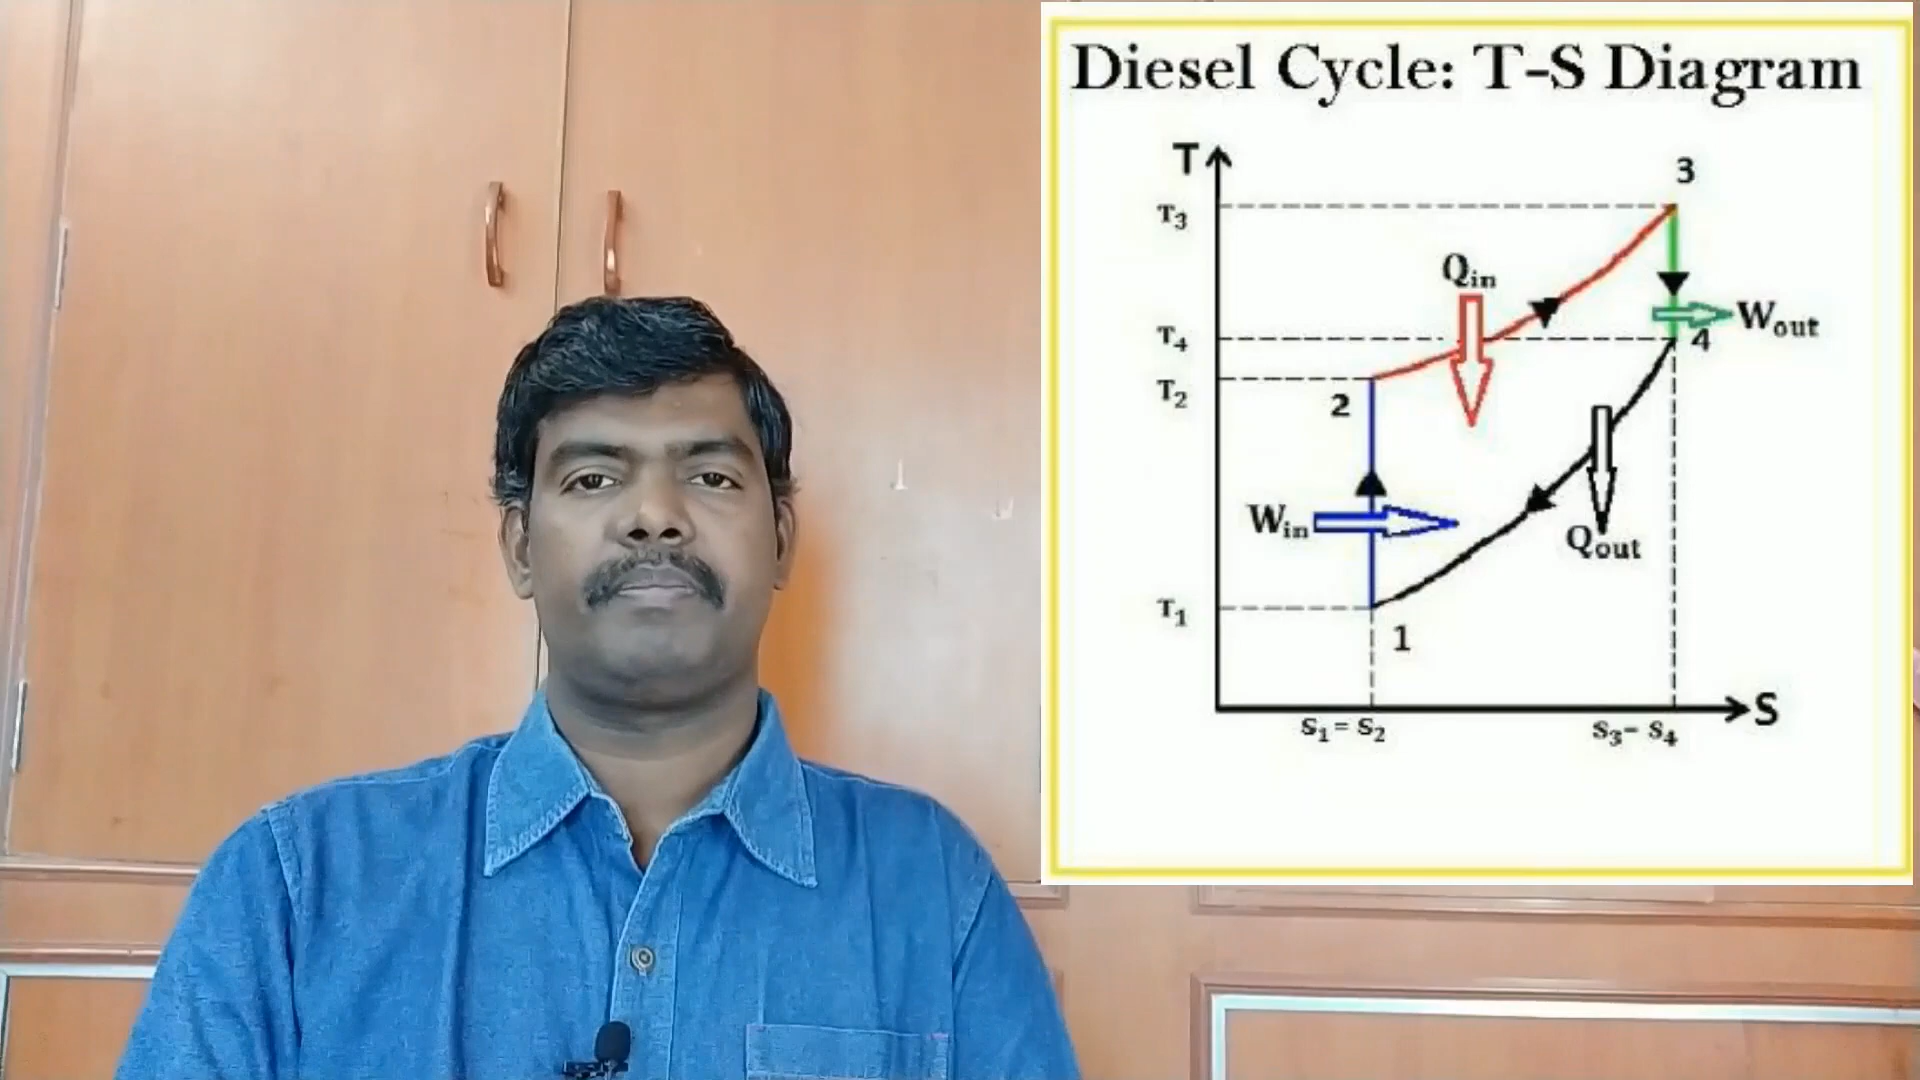 Diesel Cycle: T-S Diagram
T
3
T₃
Qin
Wout
T₄
4
T₂
2
Win
Qout
T₁
1
S
s₁ = s₂
s₃- s₄